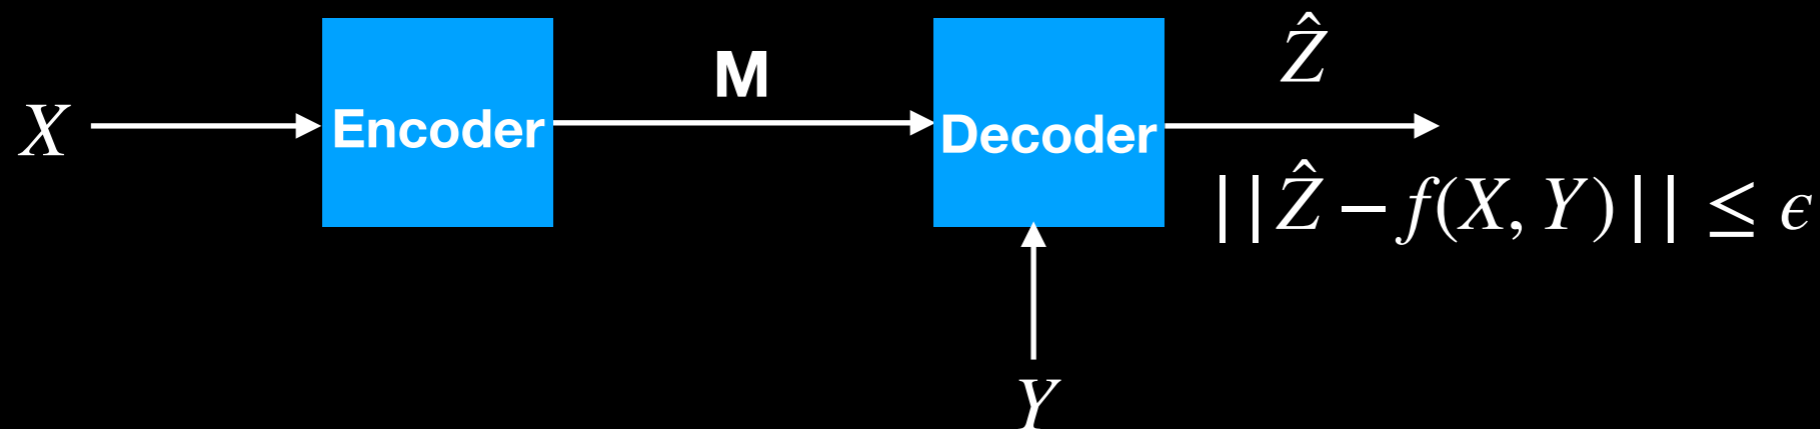 X
Encoder
M
Decoder
Ẑ
||Ẑ − f(X, Y)|| ≤ ϵ
Y